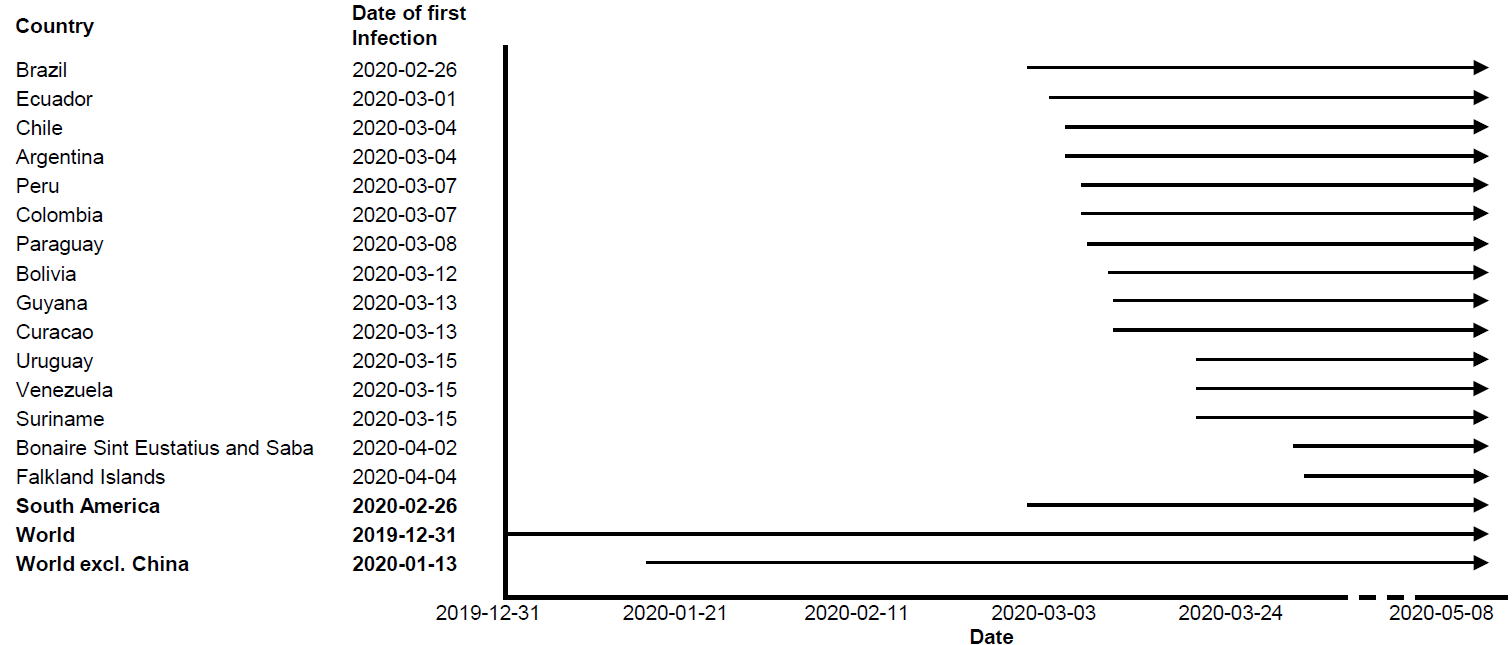 Country Date of first
Infection
Brazil 2020-02-26
Ecuador 2020-03-01
Chile 2020-03-04
Argentina 2020-03-04
Peru 2020-03-07
Colombia 2020-03-07
Paraguay 2020-03-08
Bolivia 2020-03-12
Guyana 2020-03-13
Curacao 2020-03-13
Uruguay 2020-03-15
Venezuela 2020-03-15
Suriname 2020-03-15
Bonaire Sint Eustatius and Saba 2020-04-02
Falkland Islands 2020-04-04
South America 2020-02-26
World 2019-12-31
World excl. China 2020-01-13
2019-12-31 2020-01-21 2020-02-11 2020-03-03 2020-03-24 2020-05-08
Date